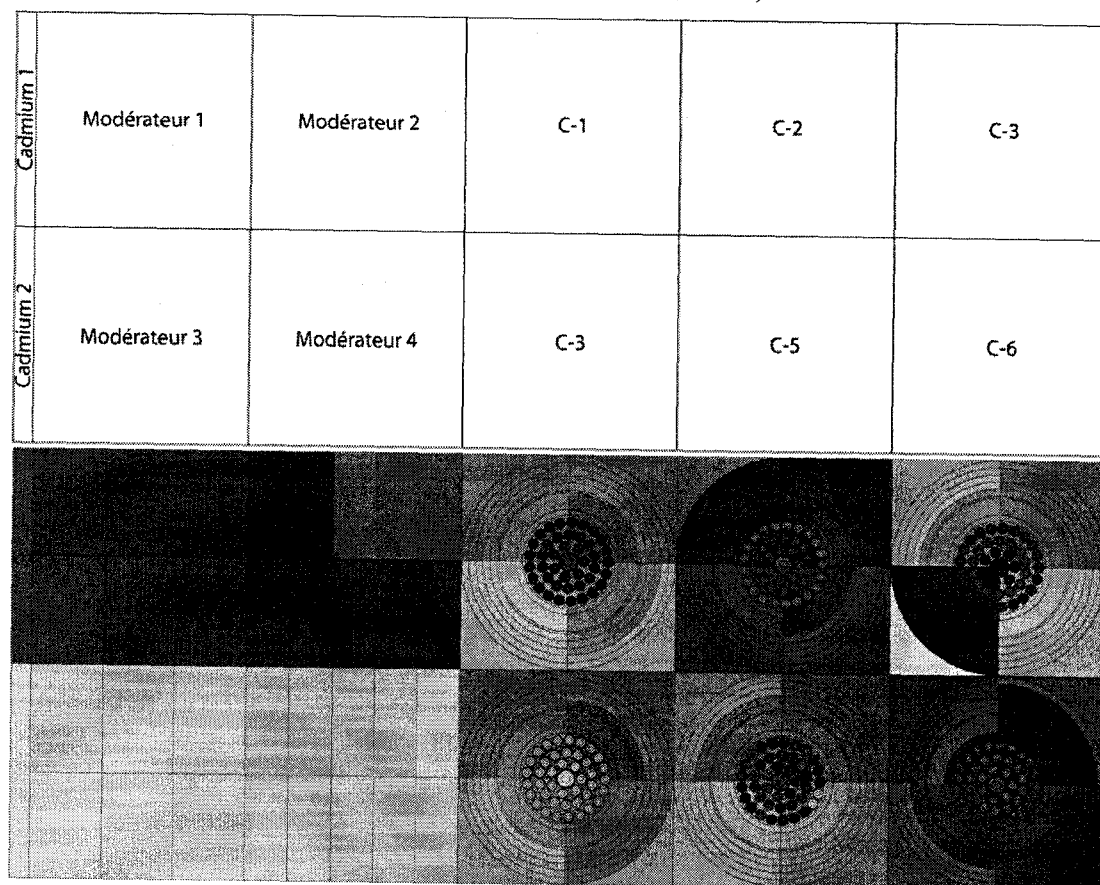 Cadmium 1
Modérateur 1
Modérateur 2
C-1
C-2
C-3
Cadmium 2
Modérateur 3
Modérateur 4
C-3
C-5
C-6